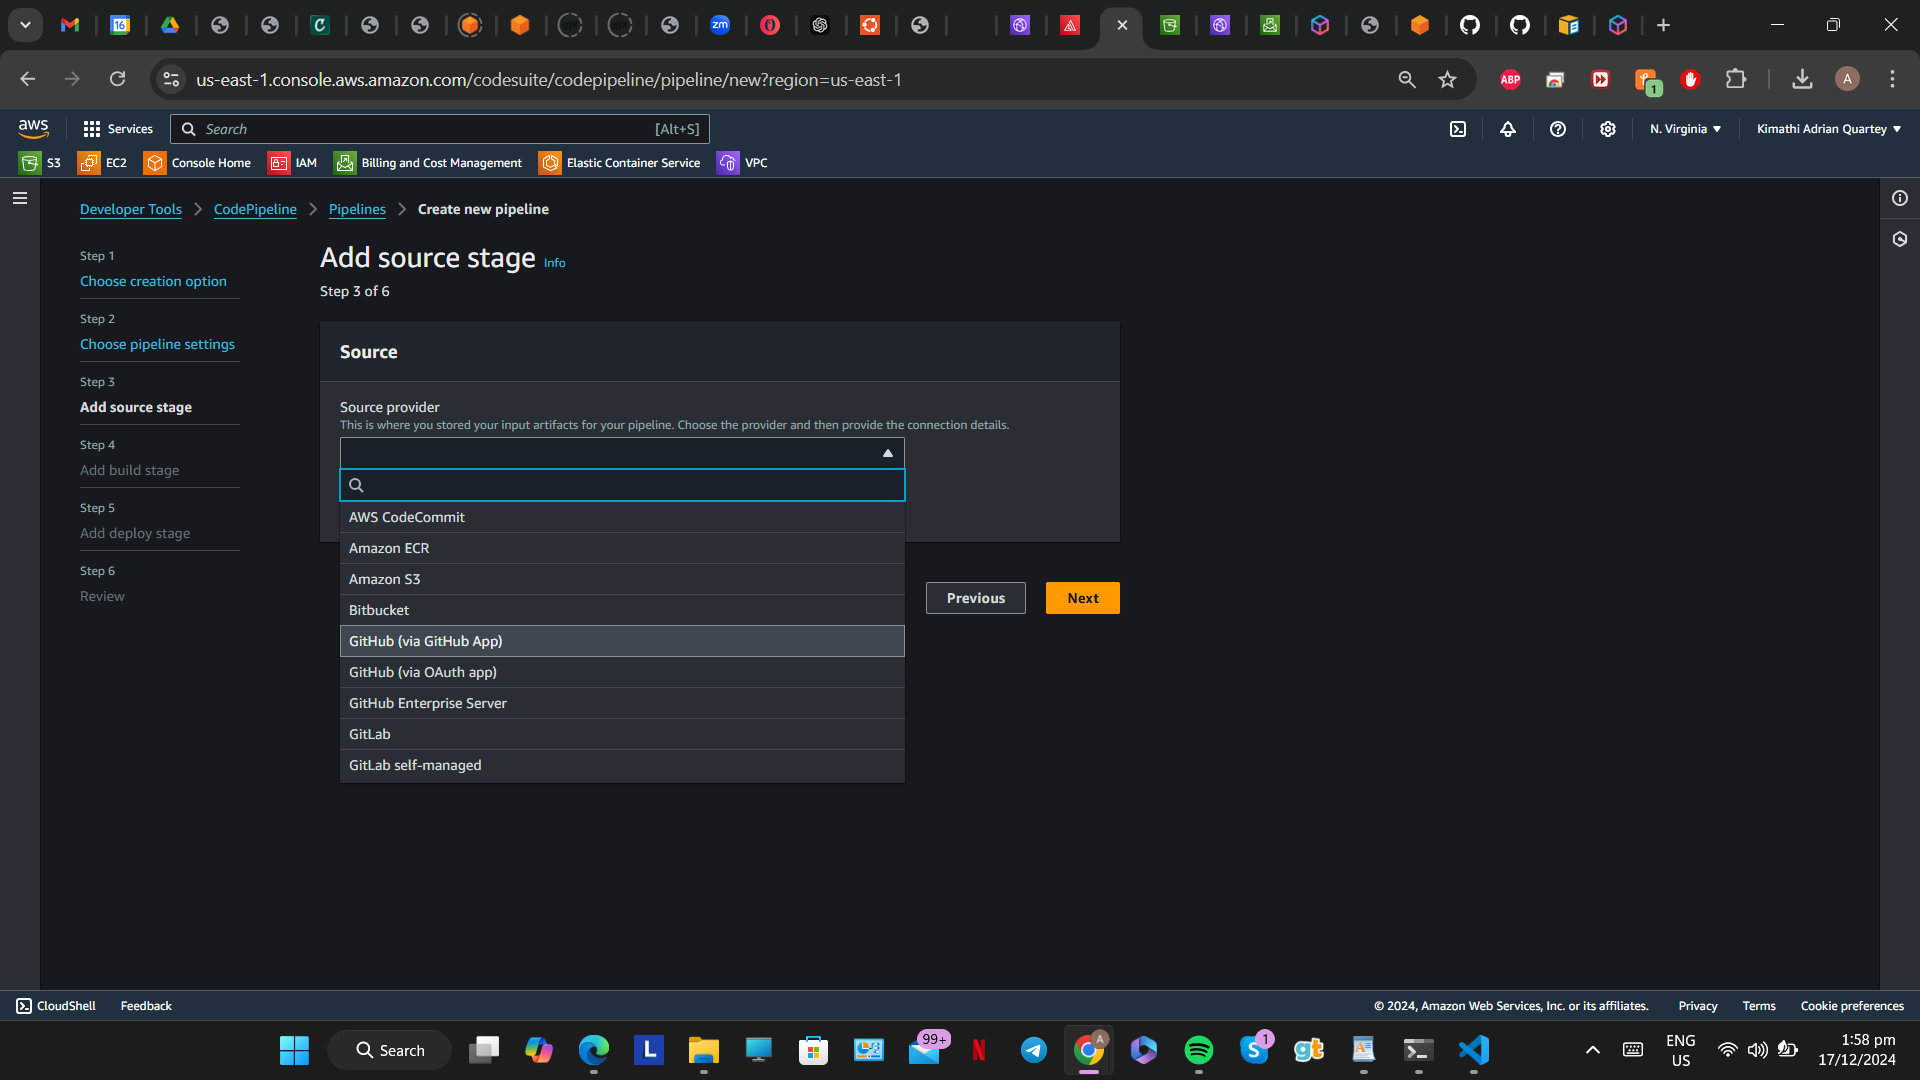 16
zm
us-east-1.console.aws.amazon.com/codesuite/codepipeline/pipeline/new?region=us-east-1
ABP
1
A
aws
Services
Search
[Alt+S]
N. Virginia
Kimathi Adrian Quartey
S3
EC2
Console Home
IAM
Billing and Cost Management
Elastic Container Service
VPC
Developer Tools
CodePipeline
Pipelines
Create new pipeline
Step 1
Choose creation option
Step 2
Choose pipeline settings
Step 3
Add source stage
Step 4
Add build stage
Step 5
Add deploy stage
Step 6
Review
Add source stage Info
Step 3 of 6
Source
Source provider
This is where you stored your input artifacts for your pipeline. Choose the provider and then provide the connection details.
AWS CodeCommit
Amazon ECR
Amazon S3
Bitbucket
GitHub (via GitHub App)
GitHub (via OAuth app)
GitHub Enterprise Server
GitLab
GitLab self-managed
Previous
Next
CloudShell
Feedback
© 2024, Amazon Web Services, Inc. or its affiliates.
Privacy
Terms
Cookie preferences
Search
L
99+
N
A
S
1
gt
ENG
US
1:58 pm
17/12/2024